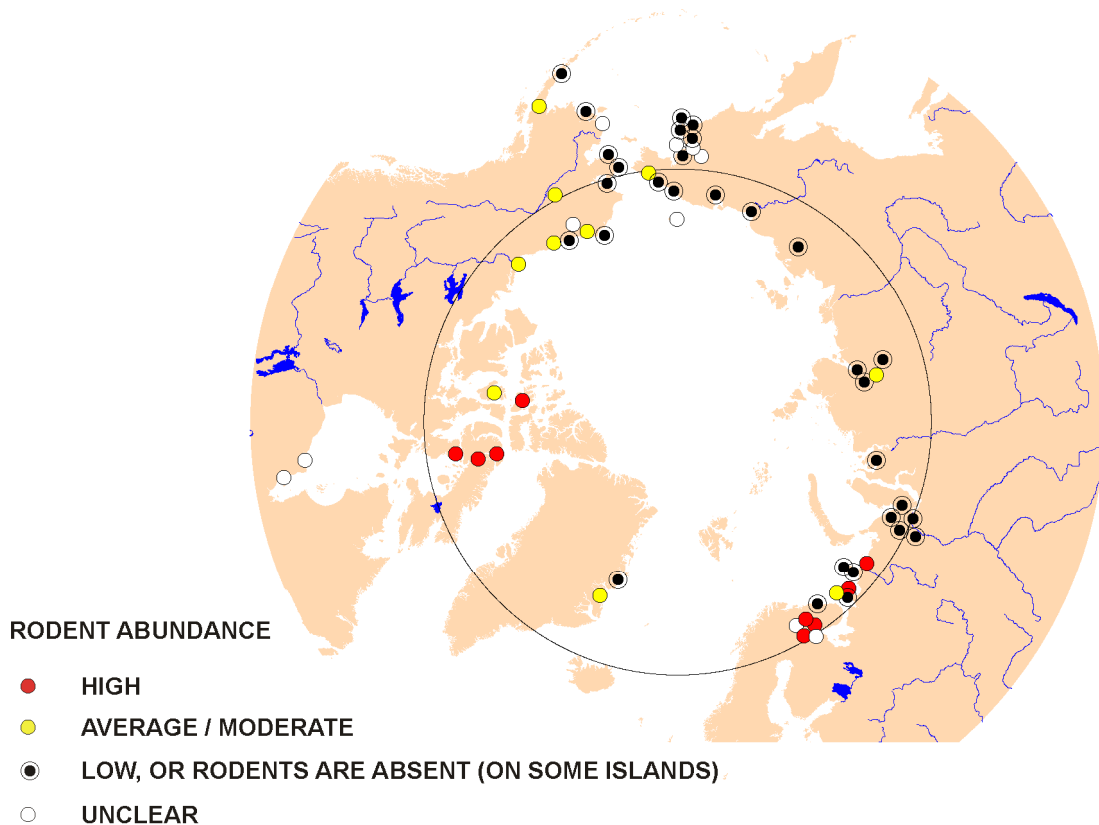 RODENT ABUNDANCE
HIGH
AVERAGE / MODERATE
LOW, OR RODENTS ARE ABSENT (ON SOME ISLANDS)
UNCLEAR